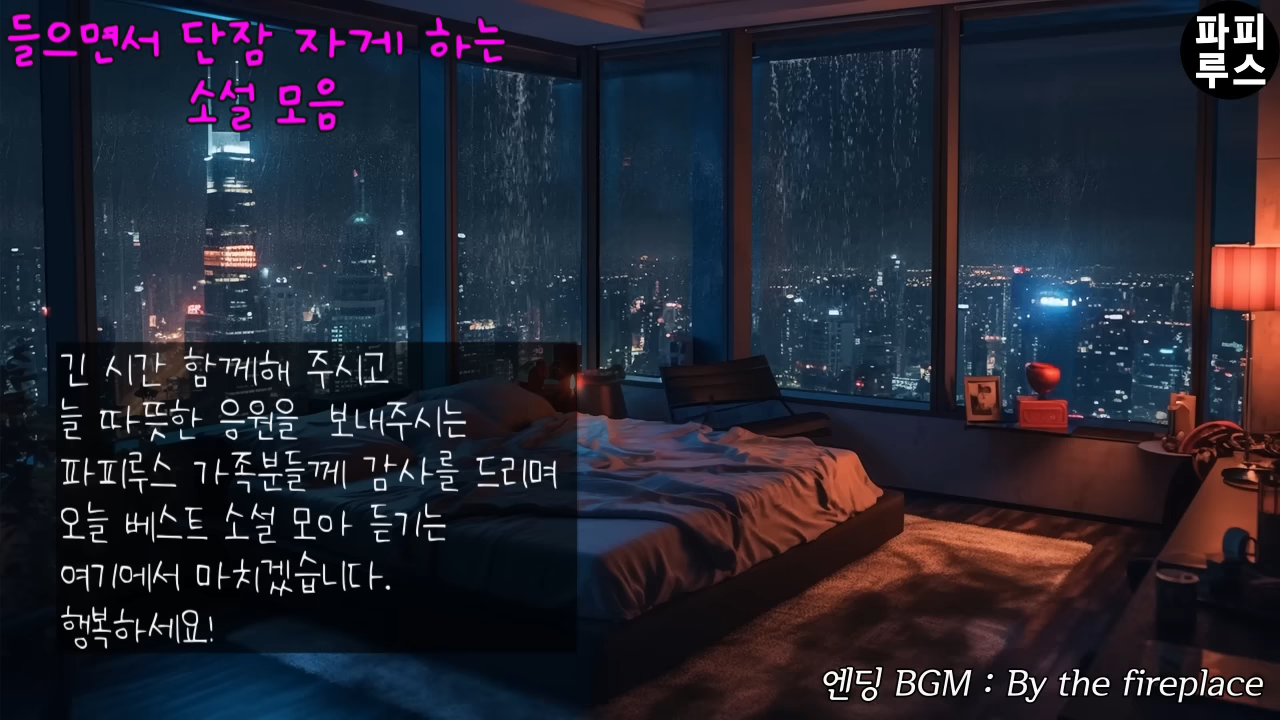 들으면서 단잠 자게 하는
소설 모음
파피
루스
긴 시간 함께해 주시고
늘 따뜻한 응원을 보내주시는
파피루스 가족분들께 감사를 드리며
오늘 베스트 소설 모아 듣기는
여기에서 마치겠습니다.
행복하세요!
엔딩 BGM : By the fireplace